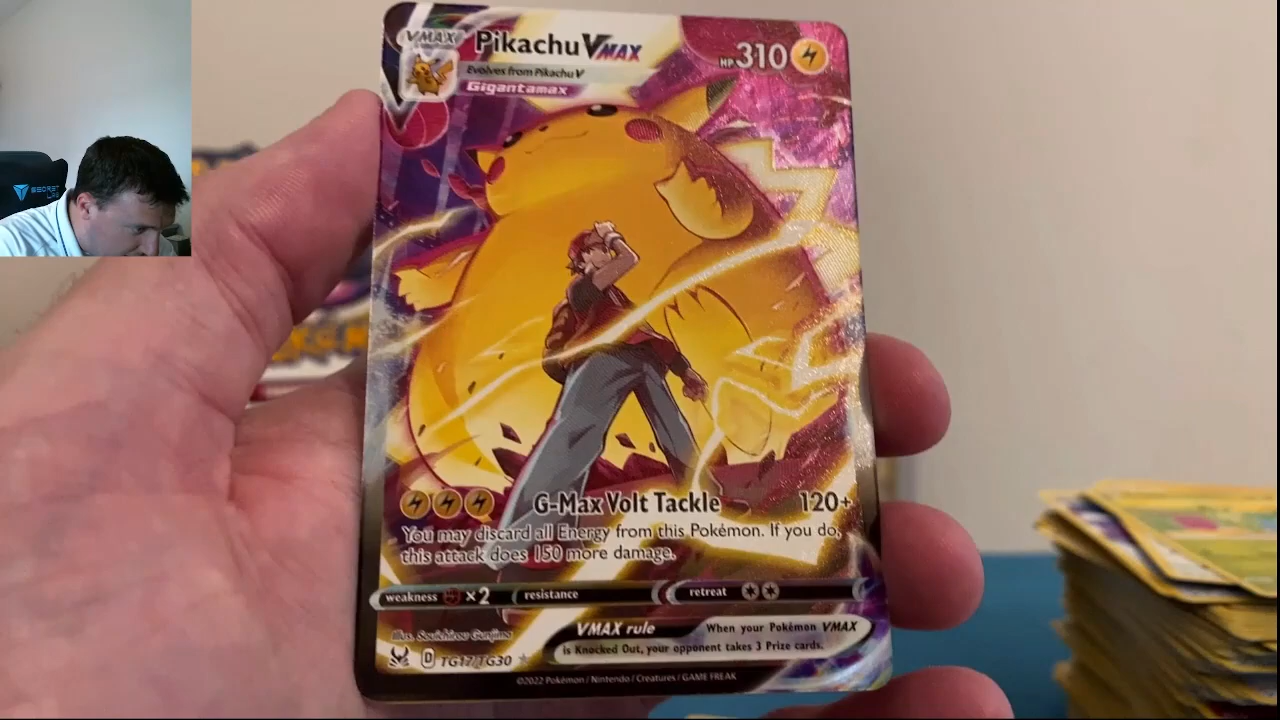 VMAX Pikachu VMAX HP 310
Evolves from Pikachu V
Gigantamax
G-Max Volt Tackle 120+
You may discard all Energy from this Pokémon. If you do,
this attack does 150 more damage.
weakness ×2 resistance retreat
Illus. Souichirou Gunjima
VMAX rule When your Pokémon VMAX
is Knocked Out, your opponent takes 3 Prize cards.
D TG17/TG30
©2022 Pokémon / Nintendo / Creatures / GAME FREAK
SECRET